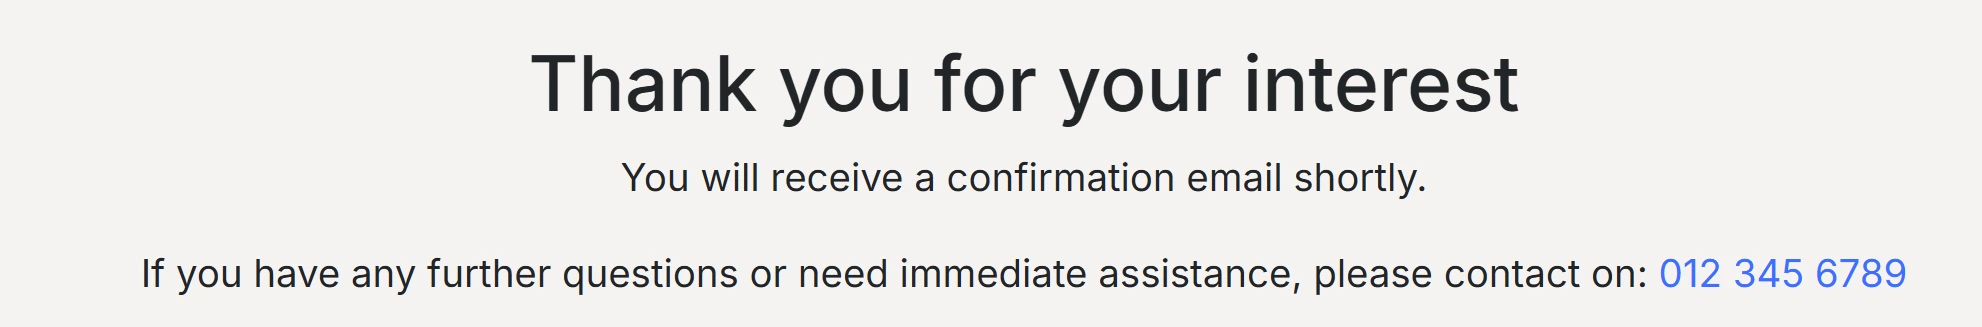 Thank you for your interest
You will receive a confirmation email shortly.
If you have any further questions or need immediate assistance, please contact on: 012 345 6789